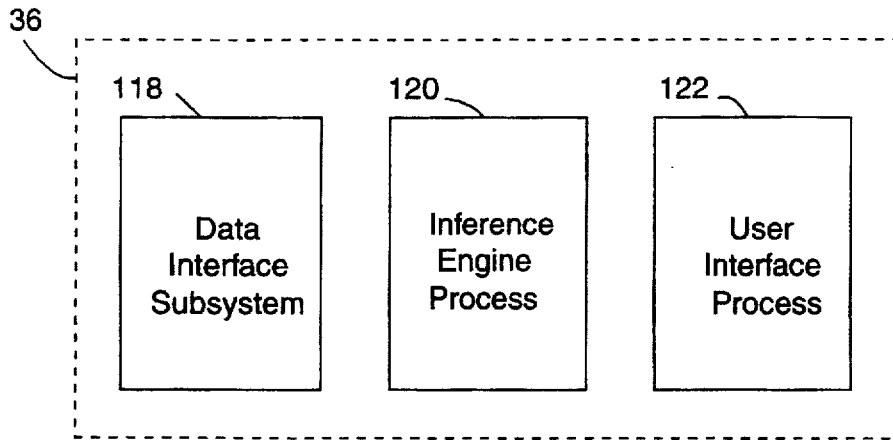 36
118
120
122
Data
Interface
Subsystem
Inference
Engine
Process
User
Interface
Process